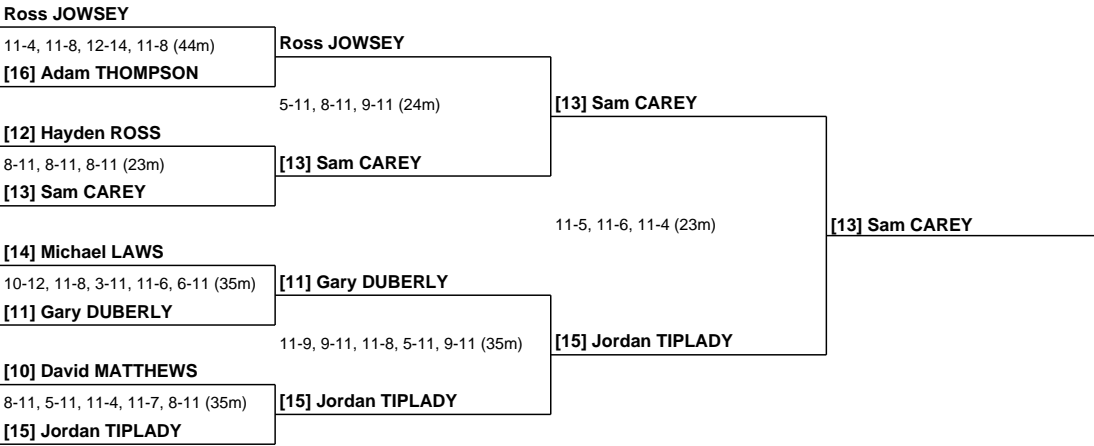 Ross JOWSEY
11-4, 11-8, 12-14, 11-8 (44m)
[16] Adam THOMPSON
Ross JOWSEY
5-11, 8-11, 9-11 (24m)
[13] Sam CAREY
[12] Hayden ROSS
8-11, 8-11, 8-11 (23m)
[13] Sam CAREY
[13] Sam CAREY
11-5, 11-6, 11-4 (23m)
[13] Sam CAREY
[14] Michael LAWS
10-12, 11-8, 3-11, 11-6, 6-11 (35m)
[11] Gary DUBERLY
[11] Gary DUBERLY
11-9, 9-11, 11-8, 5-11, 9-11 (35m)
[15] Jordan TIPLADY
[10] David MATTHEWS
8-11, 5-11, 11-4, 11-7, 8-11 (35m)
[15] Jordan TIPLADY
[15] Jordan TIPLADY